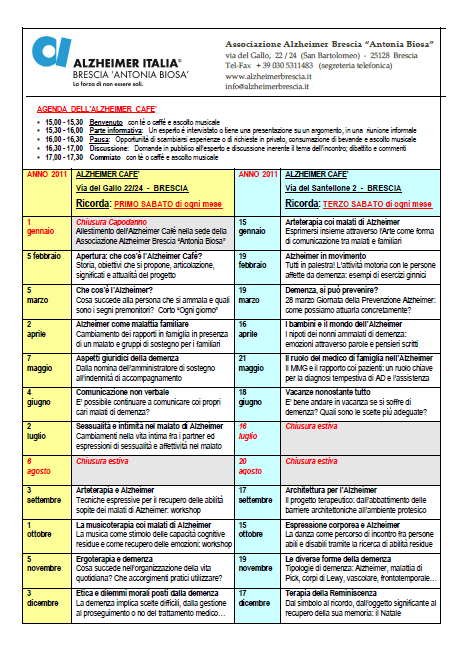 ALZHEIMER ITALIA®
BRESCIA 'ANTONIA BIOSA'
La forza di non essere soli.
Associazione Alzheimer Brescia "Antonia Biosa"
via del Gallo, 22/24 (San Bartolomeo) - 25128 Brescia
Tel-Fax +39 030 5311483 (segreteria telefonica)
www.alzheimerbrescia.it
info@alzheimerbrescia.it
AGENDA DELL'ALZHEIMER CAFE'
• 15,00 - 15,30 Benvenuto con tè o caffè e ascolto musicale
• 15,30 - 16,00 Parte informativa: Un esperto è intervistato o tiene una presentazione su un argomento, in una riunione informale
• 16,00 - 16,30 Pausa: Opportunità di scambiarsi esperienze o di richieste in privato, consumazione di bevande e ascolto musicale
• 16,30 - 17,00 Discussione: Domande in pubblico all'esperto e discussione inerente il tema dell'incontro; dibattito e commenti
• 17,00 - 17,30 Commiato con tè o caffè e ascolto musicale
ANNO 2011
ALZHEIMER CAFE'
Via del Gallo 22/24 - BRESCIA
Ricorda: PRIMO SABATO di ogni mese
ANNO 2011
ALZHEIMER CAFE'
Via del Santellone 2 - BRESCIA
Ricorda: TERZO SABATO di ogni mese
1 gennaio
Chiusura Capodanno
Allestimento dell'Alzheimer Cafè nella sede della
Associazione Alzheimer Brescia "Antonia Biosa"
15 gennaio
Arteterapia coi malati di Alzheimer
Esprimersi insieme attraverso l'Arte come forma
di comunicazione tra malati e familiari
5 febbraio
Apertura: che cos'è l'Alzheimer Cafè?
Storia, obiettivi che si propone, articolazione,
significati e attualità del progetto
19 febbraio
Alzheimer in movimento
Tutti in palestra! L'attività motoria con le persone
affette da demenza: esempi di esercizi ginnici
5 marzo
Che cos'è l'Alzheimer?
Cosa succede alla persona che si ammala e quali
sono i segni premonitori? Corto "Ogni giorno"
19 marzo
Demenza, si può prevenire?
28 marzo Giornata della Prevenzione Alzheimer:
come possiamo attuarla concretamente?
2 aprile
Alzheimer come malattia familiare
Cambiamento dei rapporti in famiglia in presenza
di un malato e gruppi di sostegno per i familiari
16 aprile
I bambini e il mondo dell'Alzheimer
I nipoti dei nonni ammalati di demenza:
emozioni attraverso parole e pensieri scritti
7 maggio
Aspetti giuridici della demenza
Dalla nomina dell'amministratore di sostegno
all'indennità di accompagnamento
21 maggio
Il ruolo del medico di famiglia nell'Alzheimer
Il MMG e il rapporto coi pazienti: un ruolo chiave
per la diagnosi tempestiva di AD e l'assistenza
4 giugno
Comunicazione non verbale
E' possibile continuare a comunicare coi propri
cari malati di demenza?
18 giugno
Vacanze nonostante tutto
E' bene andare in vacanza se si soffre di
demenza? Quali sono le scelte più adeguate?
2 luglio
Sessualità e intimità nel malato di Alzheimer
Cambiamenti nella vita intima fra i partner ed
espressioni di sessualità e affettività nel malato
16 luglio
Chiusura estiva
6 agosto
Chiusura estiva
20 agosto
Chiusura estiva
3 settembre
Arteterapia e Alzheimer
Tecniche espressive per il recupero delle abilità
sopite dei malati di Alzheimer: workshop
17 settembre
Architettura per l'Alzheimer
Il progetto terapeutico: dall'abbattimento delle
barriere architettoniche all'ambiente protesico
1 ottobre
La musicoterapia coi malati di Alzheimer
La musica come stimolo delle capacità cognitive
residue e come recupero delle emozioni: workshop
15 ottobre
Espressione corporea e Alzheimer
La danza come percorso di incontro fra persone
abili e disabili tramite la ricerca di abilità residue
5 novembre
Ergoterapia e demenza
Cosa succede nell'organizzazione della vita
quotidiana? Che accorgimenti pratici utilizzare?
19 novembre
Le diverse forme della demenza
Tipologie di demenza: Alzheimer, malattia di
Pick, corpi di Lewy, vascolare, frontotemporale…
3 dicembre
Etica e dilemmi morali posti dalla demenza
La demenza implica scelte difficili, dalla gestione
al proseguimento o no del trattamento medico…
17 dicembre
Terapia della Reminiscenza
Dal simbolo al ricordo, dall'oggetto significante al
recupero della sua memoria: il Natale